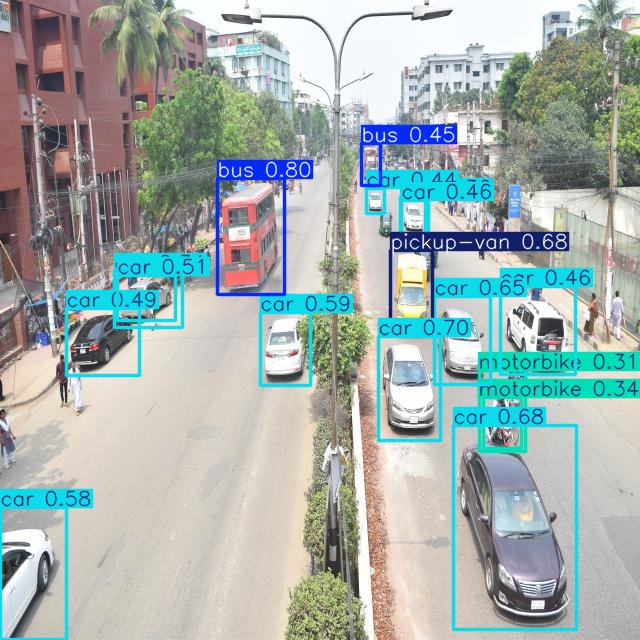 bus 0.45
bus 0.80
car 0.44
car 0.46
pickup-van 0.68
car 0.51
car 0.65
car 0.46
car 0.49
car 0.59
car 0.70
motorbike 0.31
motorbike 0.34
car 0.68
car 0.58